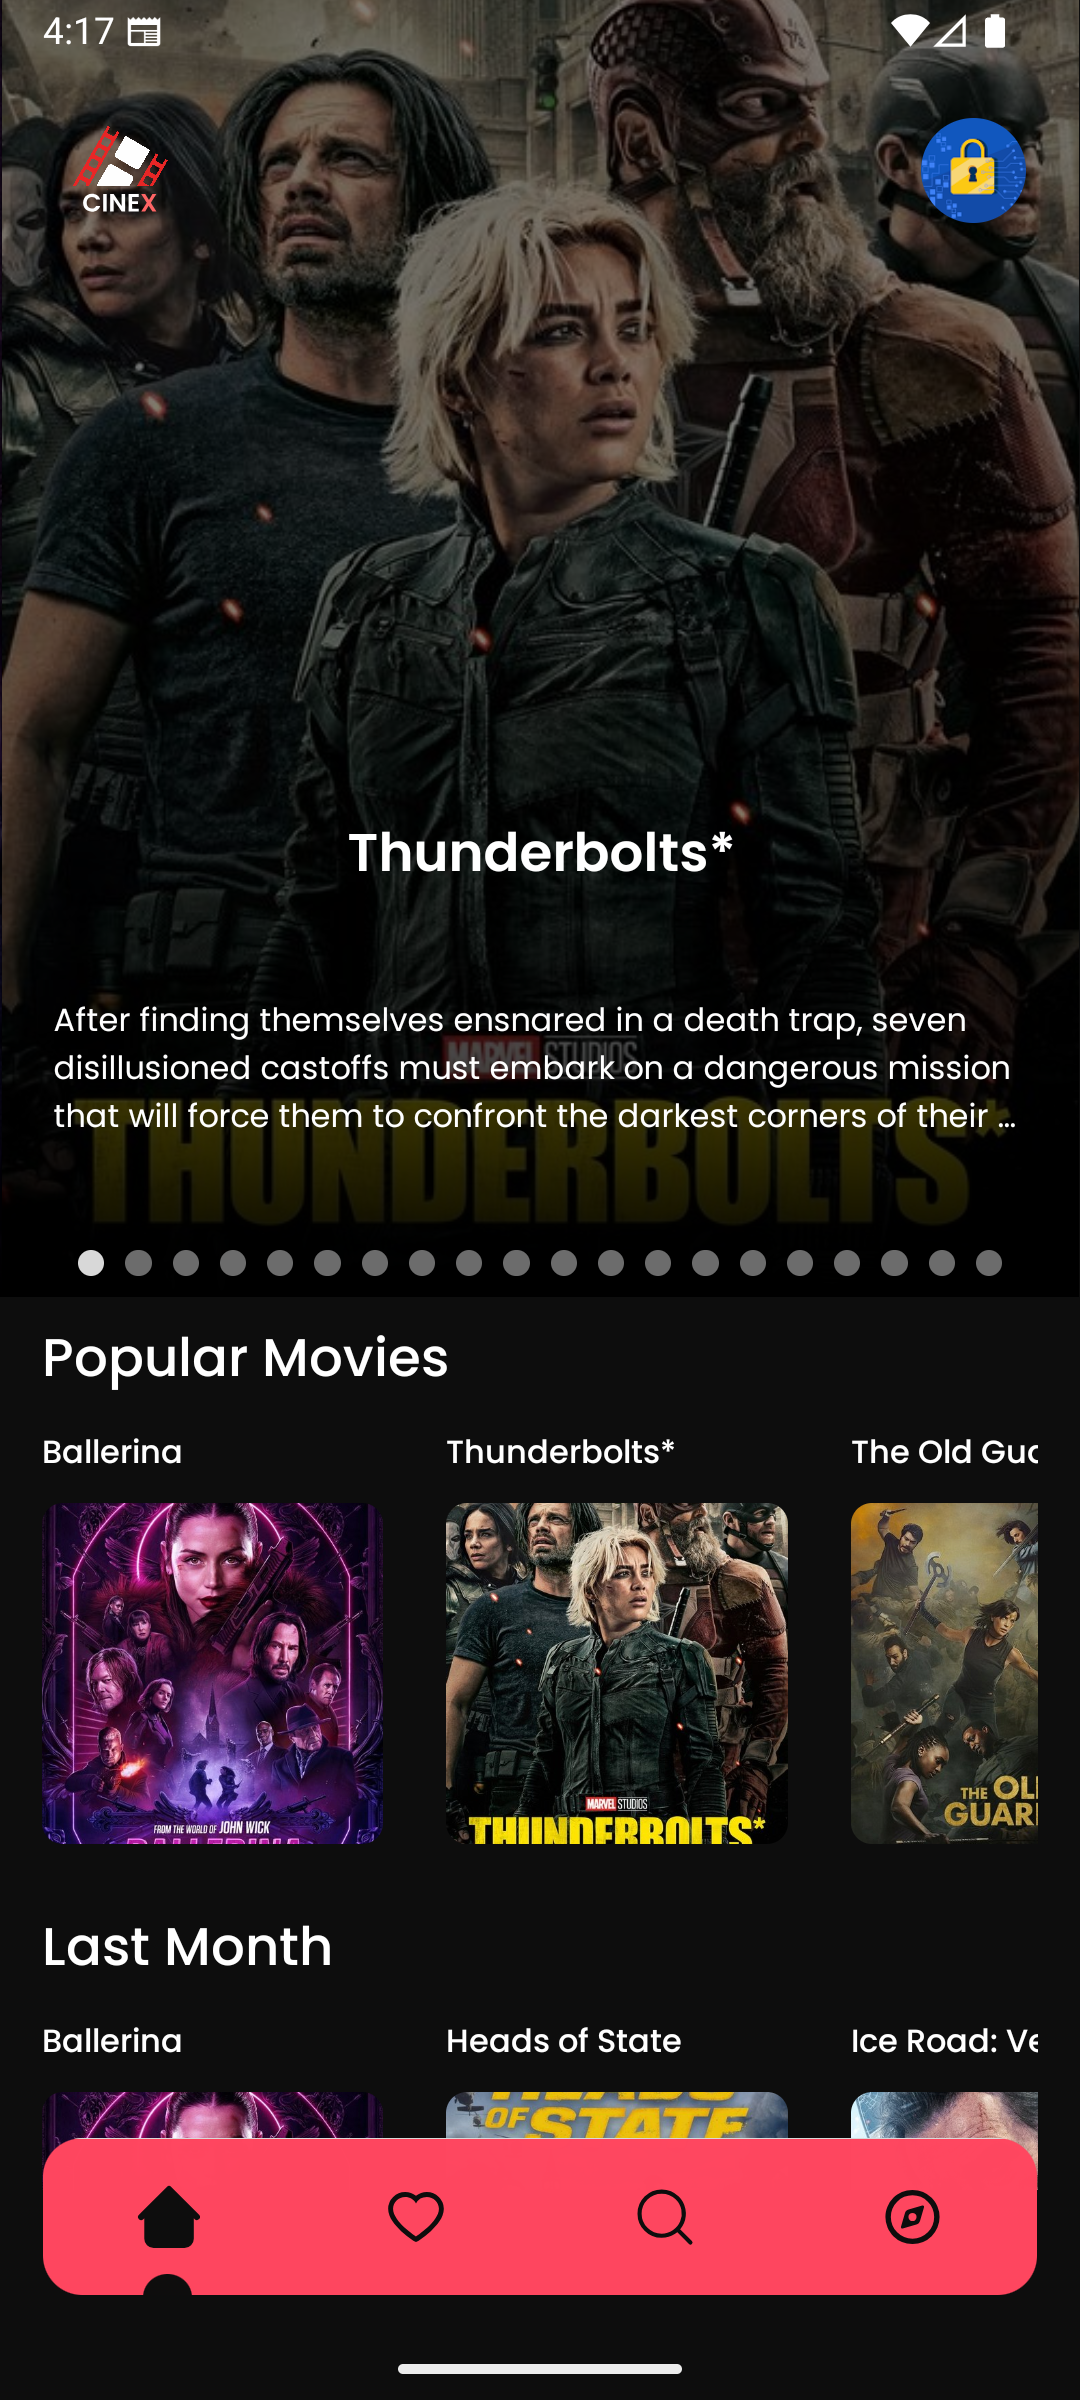 4:17
CINEX
Thunderbolts*
After finding themselves ensnared in a death trap, seven
disillusioned castoffs must embark on a dangerous mission
that will force them to confront the darkest corners of their ...
MARVEL STUDIOS
THUNDERBOLTS*
Popular Movies
Ballerina
Thunderbolts*
The Old Gua
FROM THE WORLD OF JOHN WICK
BALLERINA
MARVEL STUDIOS
THUNDERBOLTS*
THE OL
GUAR
Last Month
Ballerina
Heads of State
Ice Road: Ve
HEADS
OF STATE